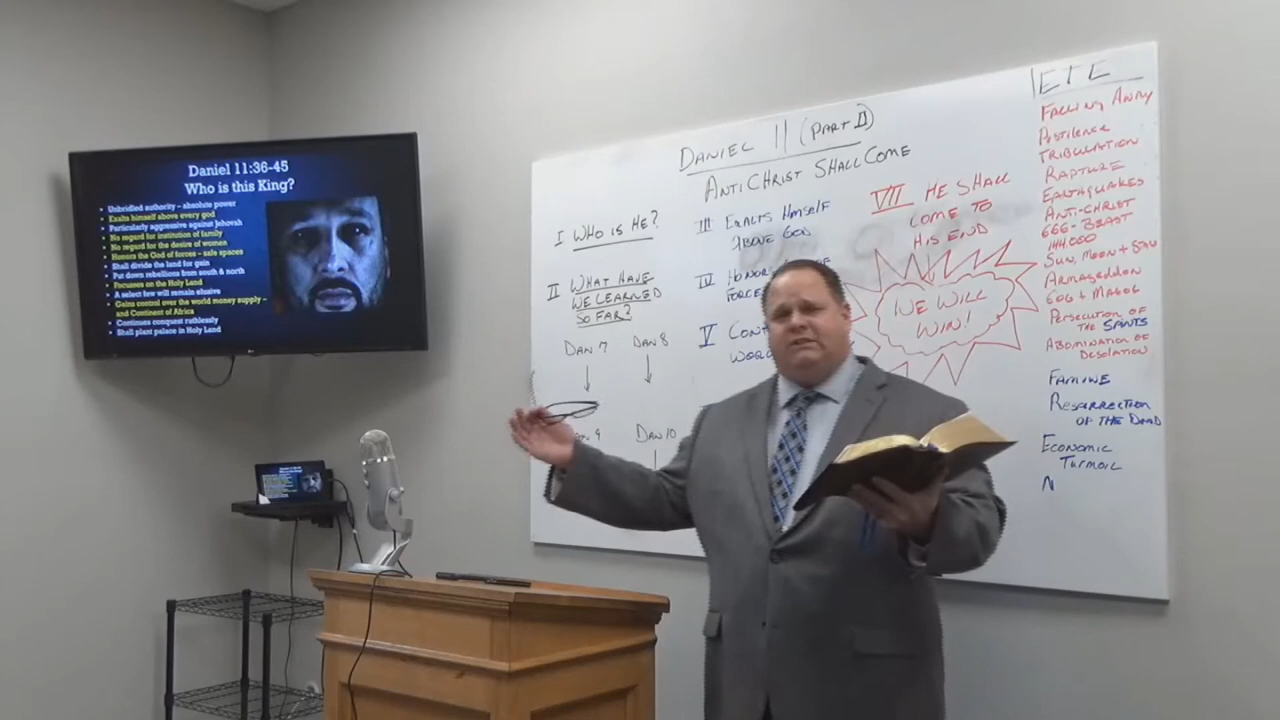 Daniel 11:36-45
Who is this King?
Unbridled authority – absolute power
Exalts himself above every god
Particularly aggressive against Jehovah
No regard for institution of family
No regard for the desire of women
Honors the God of forces – safe spaces
Shall divide the land for gain
Put down rebellions from south & north
Focusses on the Holy Land
A select few will remain elusive
Gains control over the world money supply –
and Continent of Africa
Continues conquest ruthlessly
Shall plant palace in Holy Land
DANIEL 11 (PART II)
ANTICHRIST SHALL COME
I WHO IS HE?
II WHAT HAVE
WE LEARNED
SO FAR?
DAN 7 DAN 8
9 DAN 10
III EXALTS HIMSELF
ABOVE GOD
IV
FORCE
V
VII HE SHALL
COME TO
HIS END
WE WILL
WIN!
FALLING AWAY
PESTILENCE
TRIBULATION
RAPTURE
EARTHQUAKES
ANTI-CHRIST
666-BEAST
144,000
SUN, MOON +
ARMAGEDDON
GOG + MAGOG
PERSECUTION OF
THE SAINTS
ABOMINATION OF
DESOLATION
FAMINE
RESURRECTION
OF THE DEAD
ECONOMIC
TURMOIL
N